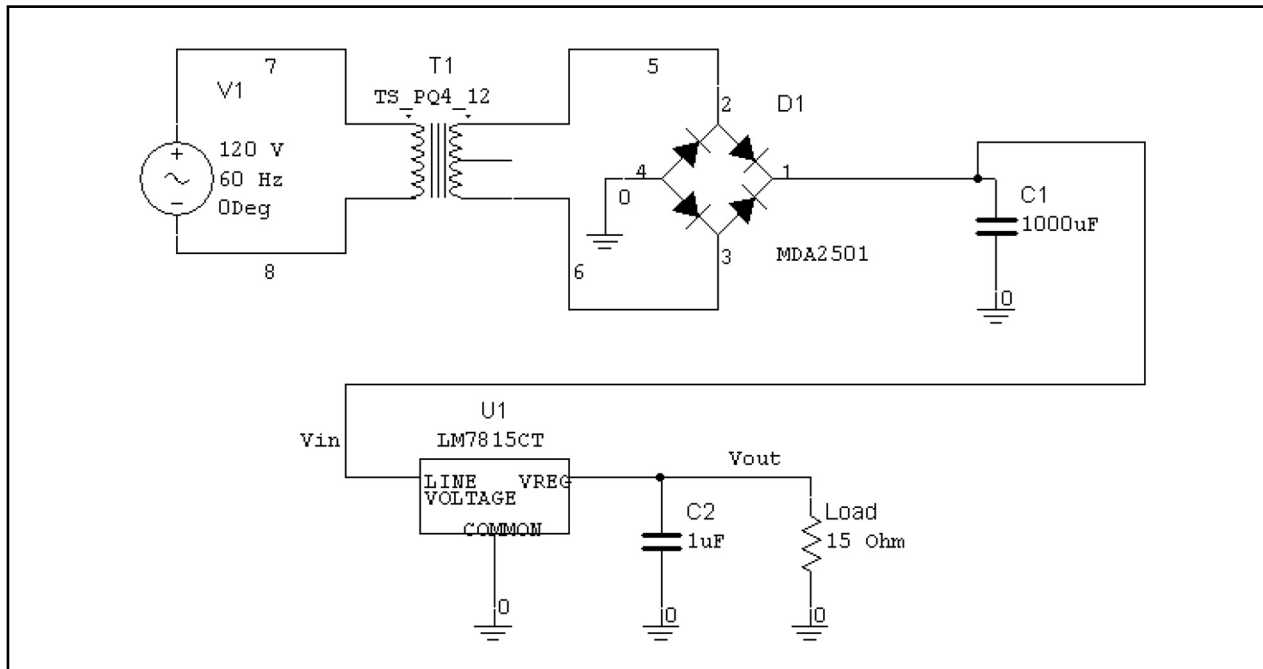 7
V1
120 V
60 Hz
0Deg
8
T1
TS_PQ4_12
5
6
2
D1
4
1
0
3
MDA2501
C1
1000uF
0
Vin
U1
LM7815CT
LINE VREG
VOLTAGE
COMMON
0
Vout
C2
1uF
0
Load
15 Ohm
0